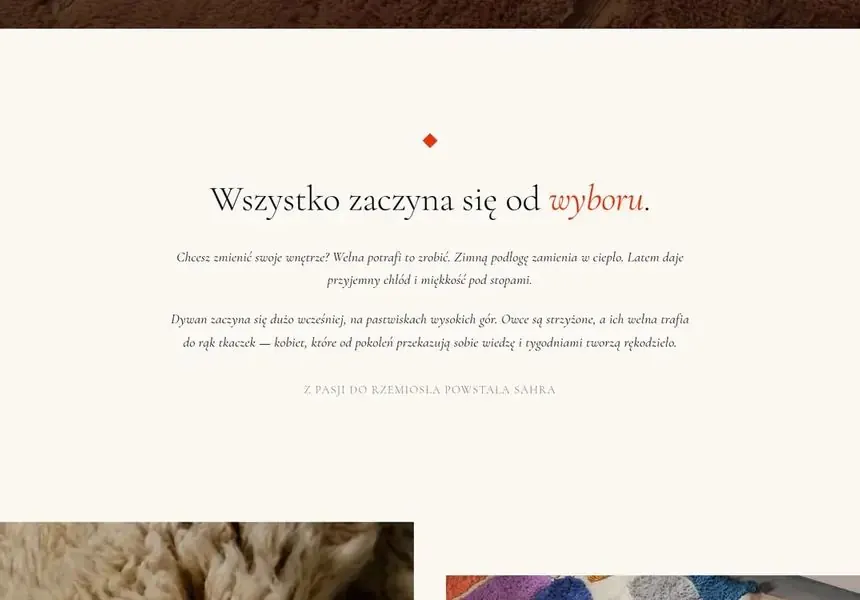 Wszystko zaczyna się od wyboru.
Chcesz zmienić swoje wnętrze? Wełna potrafi to zrobić. Zimną podłogę zamienia w ciepło. Latem daje
przyjemny chłód i miękkość pod stopami.
Dywan zaczyna się dużo wcześniej, na pastwiskach wysokich gór. Owce są strzyżone, a ich wełna trafia
do rąk tkaczek — kobiet, które od pokoleń przekazują sobie wiedzę i tygodniami tworzą rękodzieło.
Z PASJI DO RZEMIOSŁA POWSTAŁA SAHRA